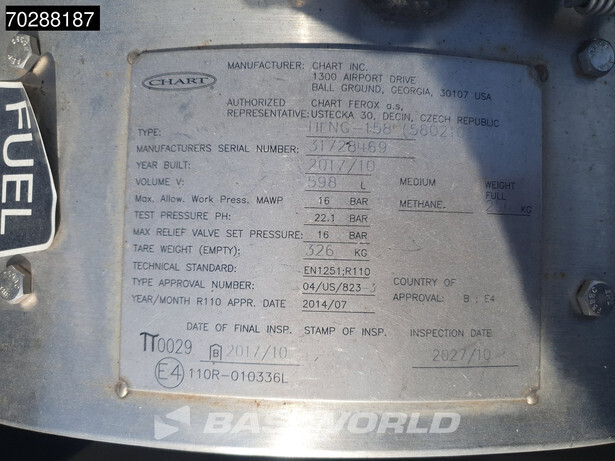 70288187
MANUFACTURER: CHART INC.
1300 AIRPORT DRIVE
BALL GROUND, GEORGIA, 30107 USA
CHART
AUTHORIZED CHART FEROX a.s,
REPRESENTATIVE: USTECKA 30, DECIN, CZECH REPUBLIC
TYPE:
MANUFACTURERS SERIAL NUMBER: 31728469
YEAR BUILT: 2017/10
VOLUME V: 598 L MEDIUM WEIGHT FULL
Max. Allow. Work Press. MAWP 16 BAR METHANE. KG
TEST PRESSURE PH: 22.1 BAR
MAX RELIEF VALVE SET PRESSURE: 16 BAR
TARE WEIGHT (EMPTY): 326 KG
TECHNICAL STANDARD: EN1251;R110
TYPE APPROVAL NUMBER: 04/US/823-3 COUNTRY OF
YEAR/MONTH R110 APPR. DATE 2014/07 APPROVAL: B ; E4
DATE OF FINAL INSP. STAMP OF INSP. INSPECTION DATE
π0029 B 2017/10 2027/10
E4 110R-010336L
FUEL
BAS WORLD